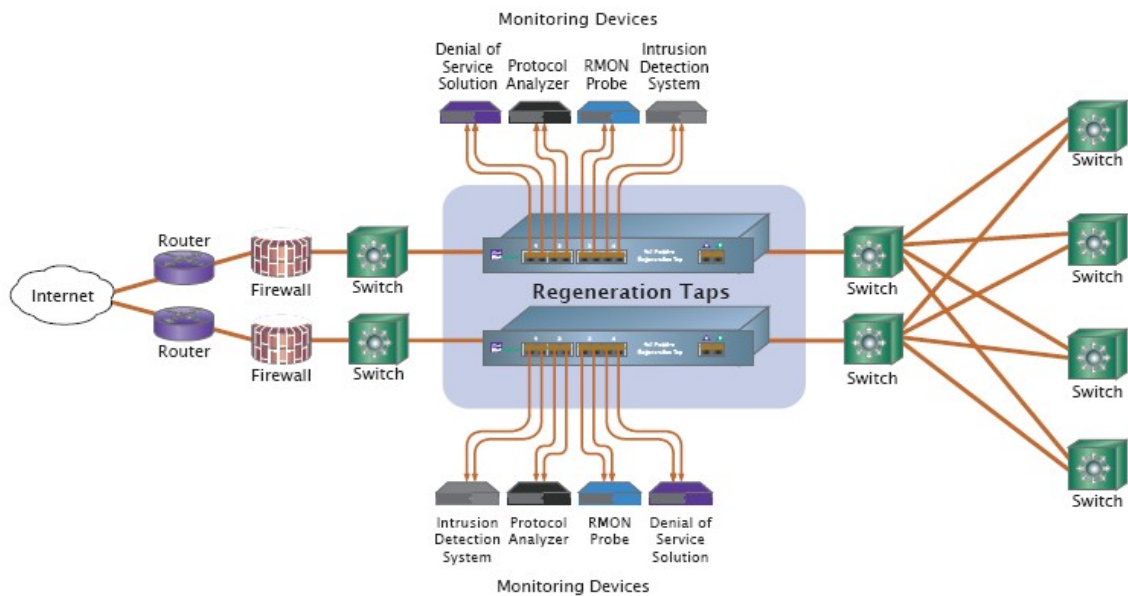 Monitoring Devices
Denial of
Service
Solution
Protocol
Analyzer
RMON
Probe
Intrusion
Detection
System
Switch
Router
Firewall
Switch
Switch
Switch
Internet
Regeneration Taps
Router
Firewall
Switch
Switch
Switch
Switch
Intrusion
Detection
System
Protocol
Analyzer
RMON
Probe
Denial of
Service
Solution
Monitoring Devices